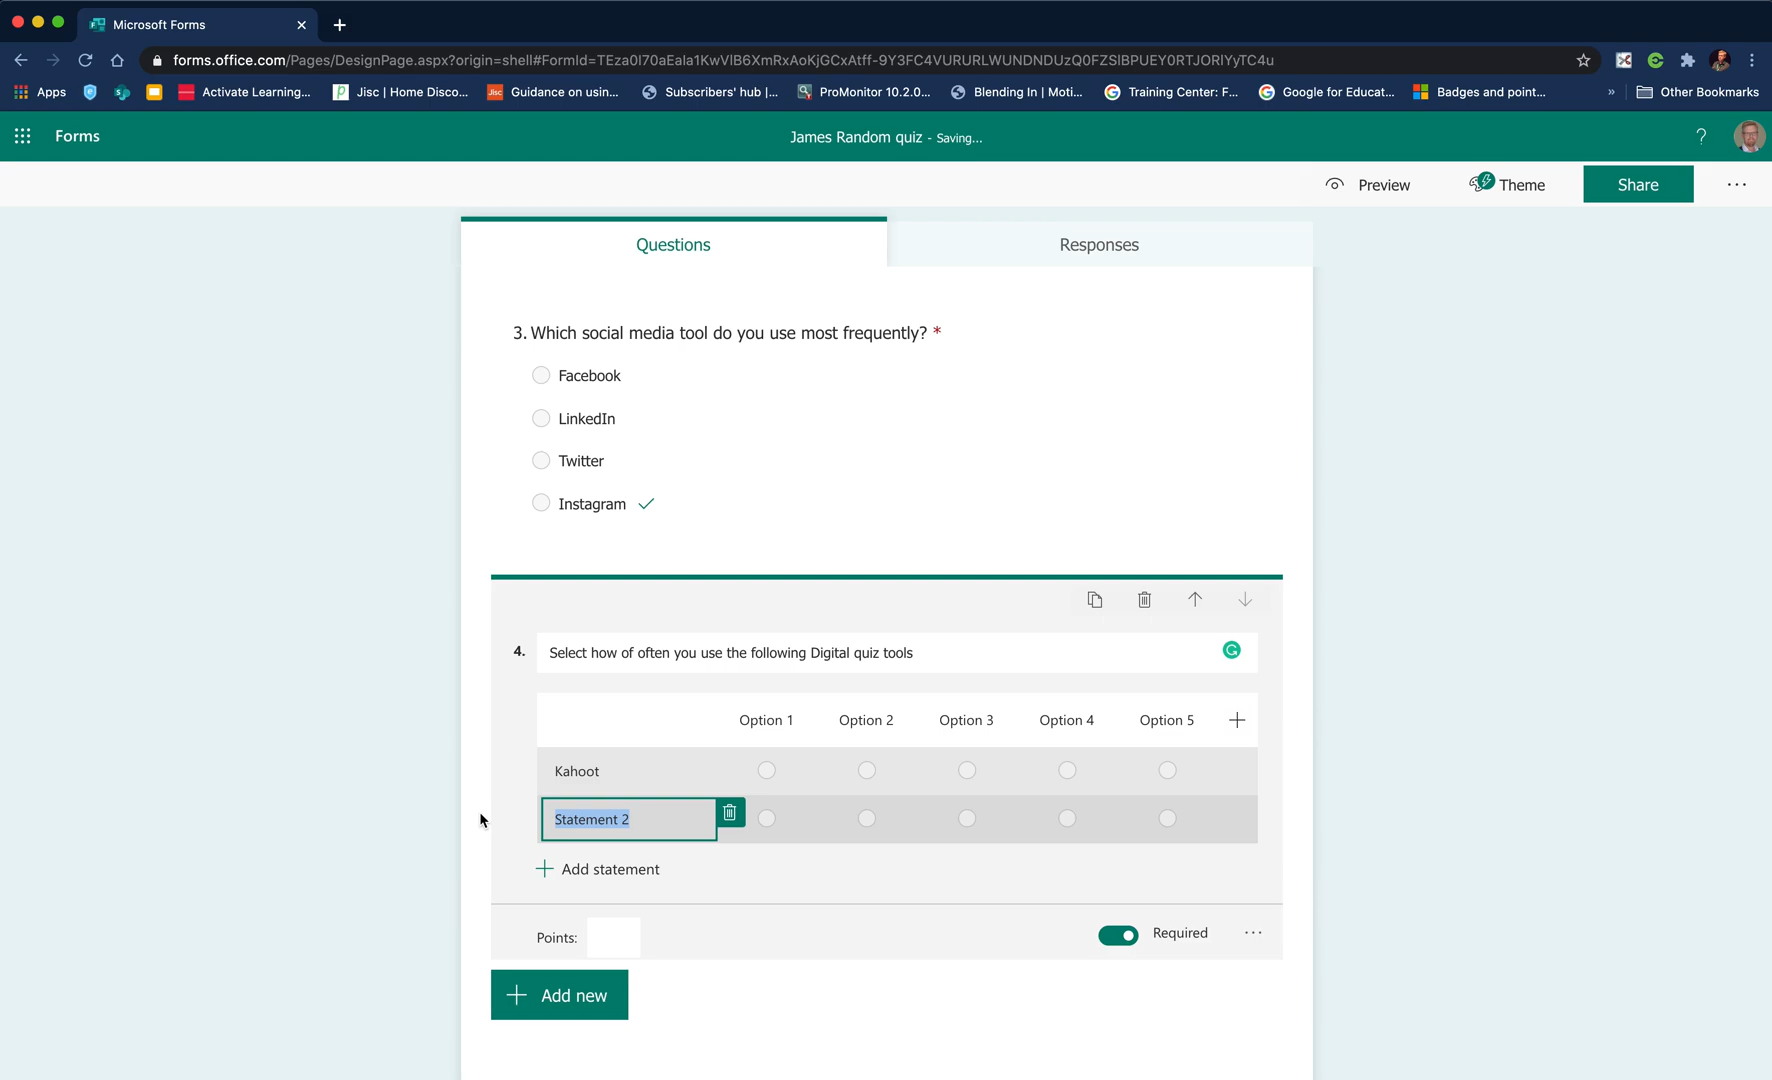 Microsoft Forms
forms.office.com/Pages/DesignPage.aspx?origin=shell#FormId=TEza0I70aEala1KwVlB6XmRxAoKjGCxAtff-9Y3FC4VURURLWUNDNDUzQ0FZSlBPUEY0RTJORlYyTC4u
Apps Activate Learning... Jisc | Home Disco... Guidance on usin... Subscribers' hub |... ProMonitor 10.2.0... Blending In | Moti... Training Center: F... Google for Educat... Badges and point... » Other Bookmarks
Forms James Random quiz - Saving... ?
Preview Theme Share
Questions Responses
3. Which social media tool do you use most frequently? *
Facebook
LinkedIn
Twitter
Instagram
4. Select how of often you use the following Digital quiz tools
Option 1 Option 2 Option 3 Option 4 Option 5
Kahoot
Statement 2
Add statement
Points: Required
Add new